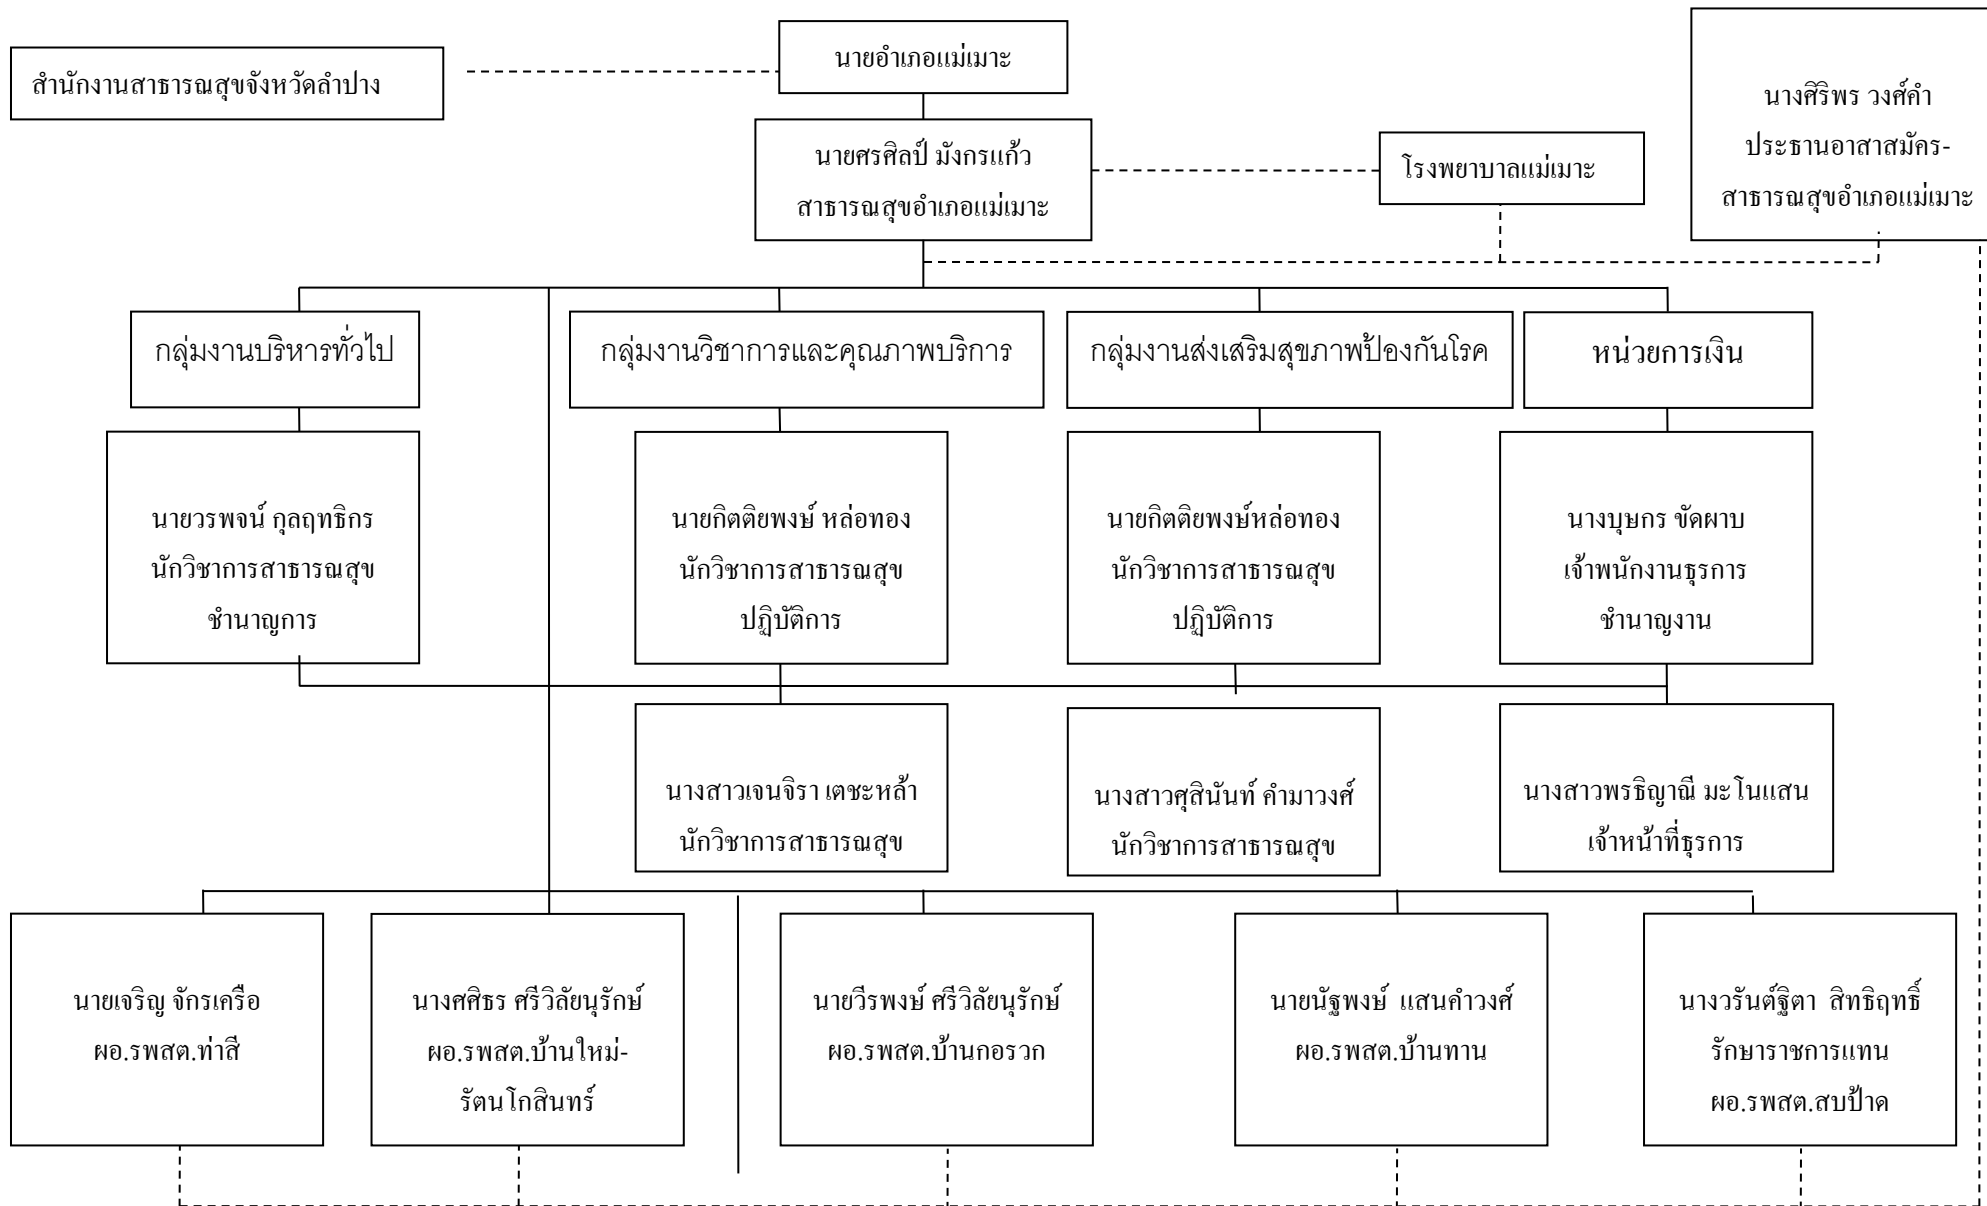 นายอำเภอแม่เมาะ
สำนักงานสาธารณสุขจังหวัดลำปาง
นางศิริพร วงศ์คำ
ประธานอาสาสมัคร-
สาธารณสุขอำเภอแม่เมาะ
นายศรศิลป์ มังกรแก้ว
สาธารณสุขอำเภอแม่เมาะ
โรงพยาบาลแม่เมาะ
กลุ่มงานบริหารทั่วไป
กลุ่มงานวิชาการและคุณภาพบริการ
กลุ่มงานส่งเสริมสุขภาพป้องกันโรค
หน่วยการเงิน
นายวรพจน์ กุลฤทธิกร
นักวิชาการสาธารณสุข
ชำนาญการ
นายกิตติยพงษ์ หล่อทอง
นักวิชาการสาธารณสุข
ปฏิบัติการ
นายกิตติยพงษ์หล่อทอง
นักวิชาการสาธารณสุข
ปฏิบัติการ
นางบุษกร ขัดผาบ
เจ้าพนักงานธุรการ
ชำนาญงาน
นางสาวเจนจิรา เตชะหล้า
นักวิชาการสาธารณสุข
นางสาวศุสินันท์ คำมาวงศ์
นักวิชาการสาธารณสุข
นางสาวพรธิญาณี มะโนแสน
เจ้าหน้าที่ธุรการ
นายเจริญ จักรเครือ
ผอ.รพสต.ท่าสี
นางศศิธร ศรีวิลัยนุรักษ์
ผอ.รพสต.บ้านใหม่-
รัตนโกสินทร์
นายวีรพงษ์ ศรีวิลัยนุรักษ์
ผอ.รพสต.บ้านกอรวก
นายนัฐพงษ์ แสนคำวงศ์
ผอ.รพสต.บ้านทาน
นางวรันต์ฐิตา สิทธิฤทธิ์
รักษาราชการแทน
ผอ.รพสต.สบป้าด